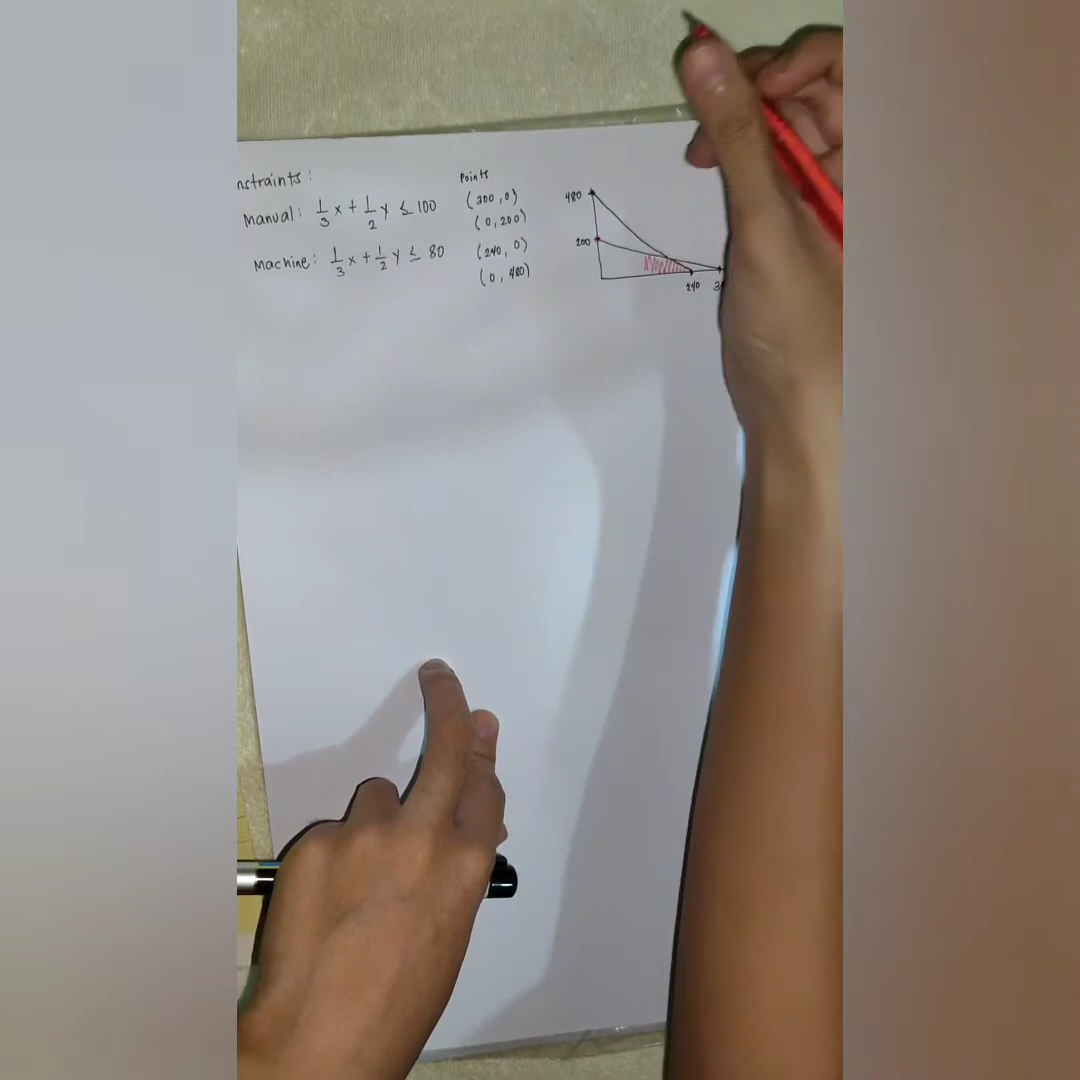 nstraints:
Manual: 1/3 x + 1/2 y ≤ 100
Machine: 1/3 x + 1/2 y ≤ 80
Points
(300, 0)
(0, 200)
(240, 0)
(0, 480)
480
200
240 3